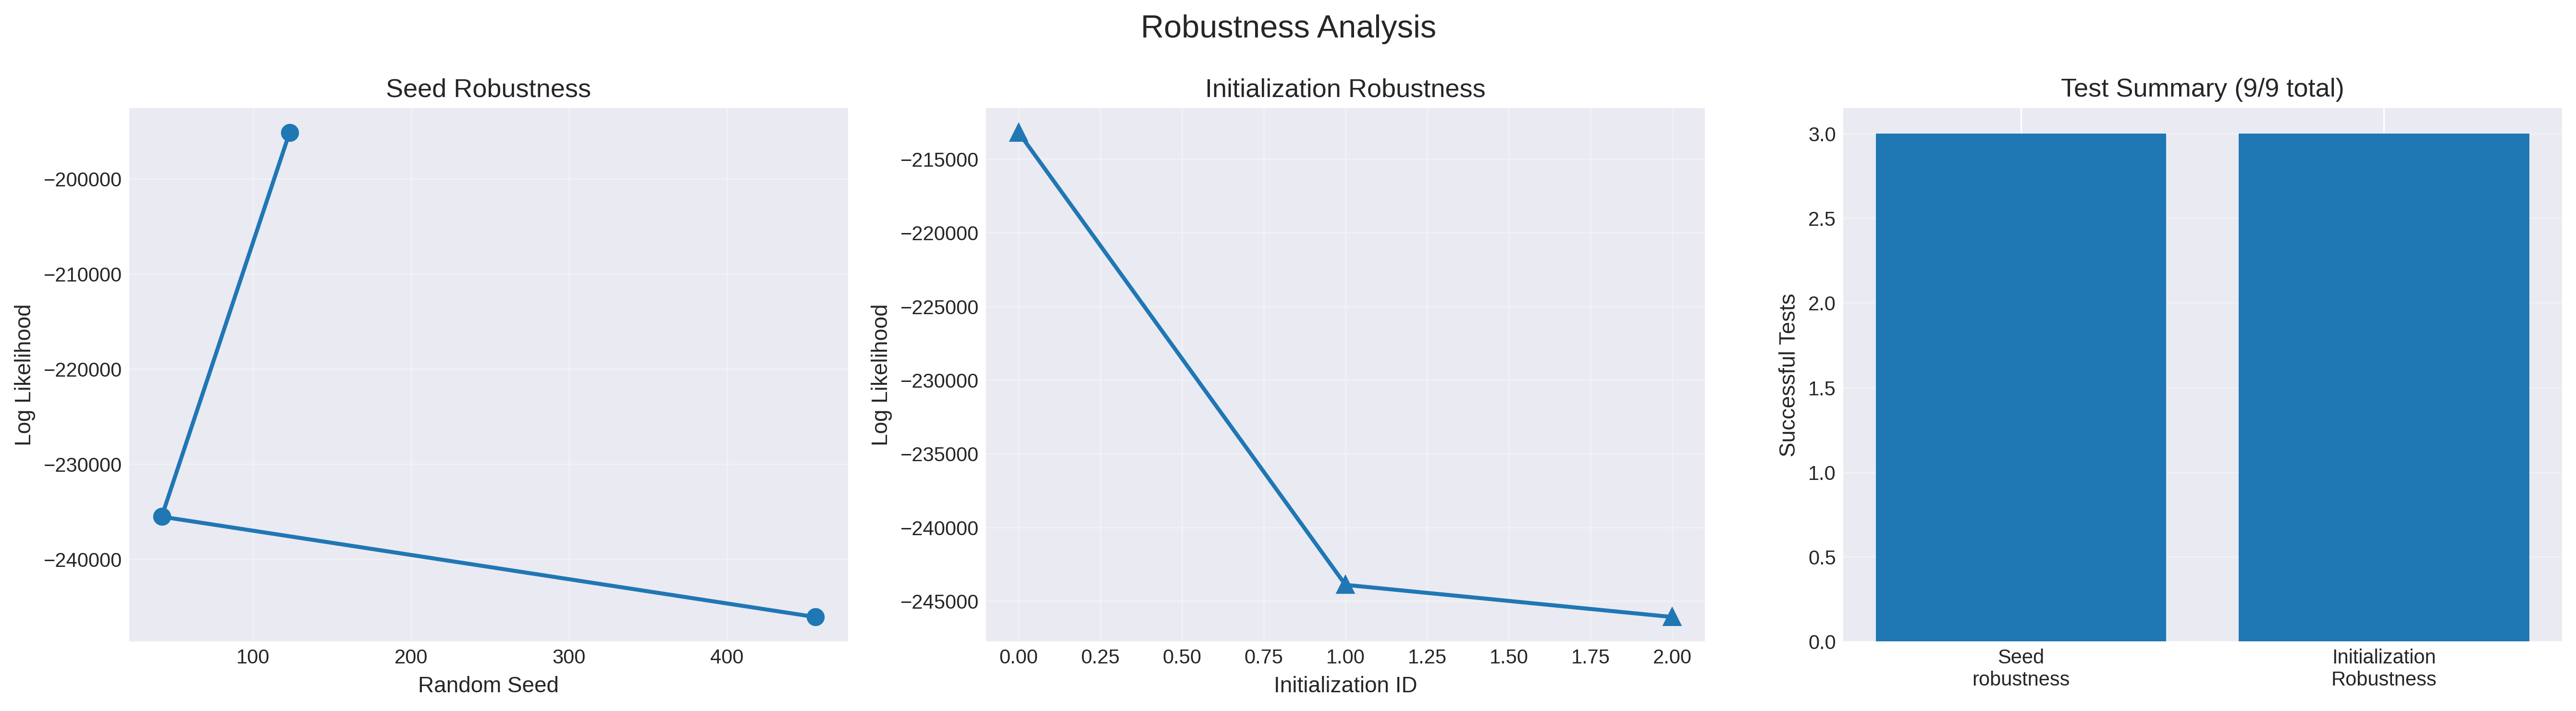 Robustness Analysis
Seed Robustness
Log Likelihood
−200000
−210000
−220000
−230000
−240000
100 200 300 400
Random Seed
Initialization Robustness
Log Likelihood
−215000
−220000
−225000
−230000
−235000
−240000
−245000
0.00 0.25 0.50 0.75 1.00 1.25 1.50 1.75 2.00
Initialization ID
Test Summary (9/9 total)
Successful Tests
3.0
2.5
2.0
1.5
1.0
0.5
0.0
Seed
robustness
Initialization
Robustness